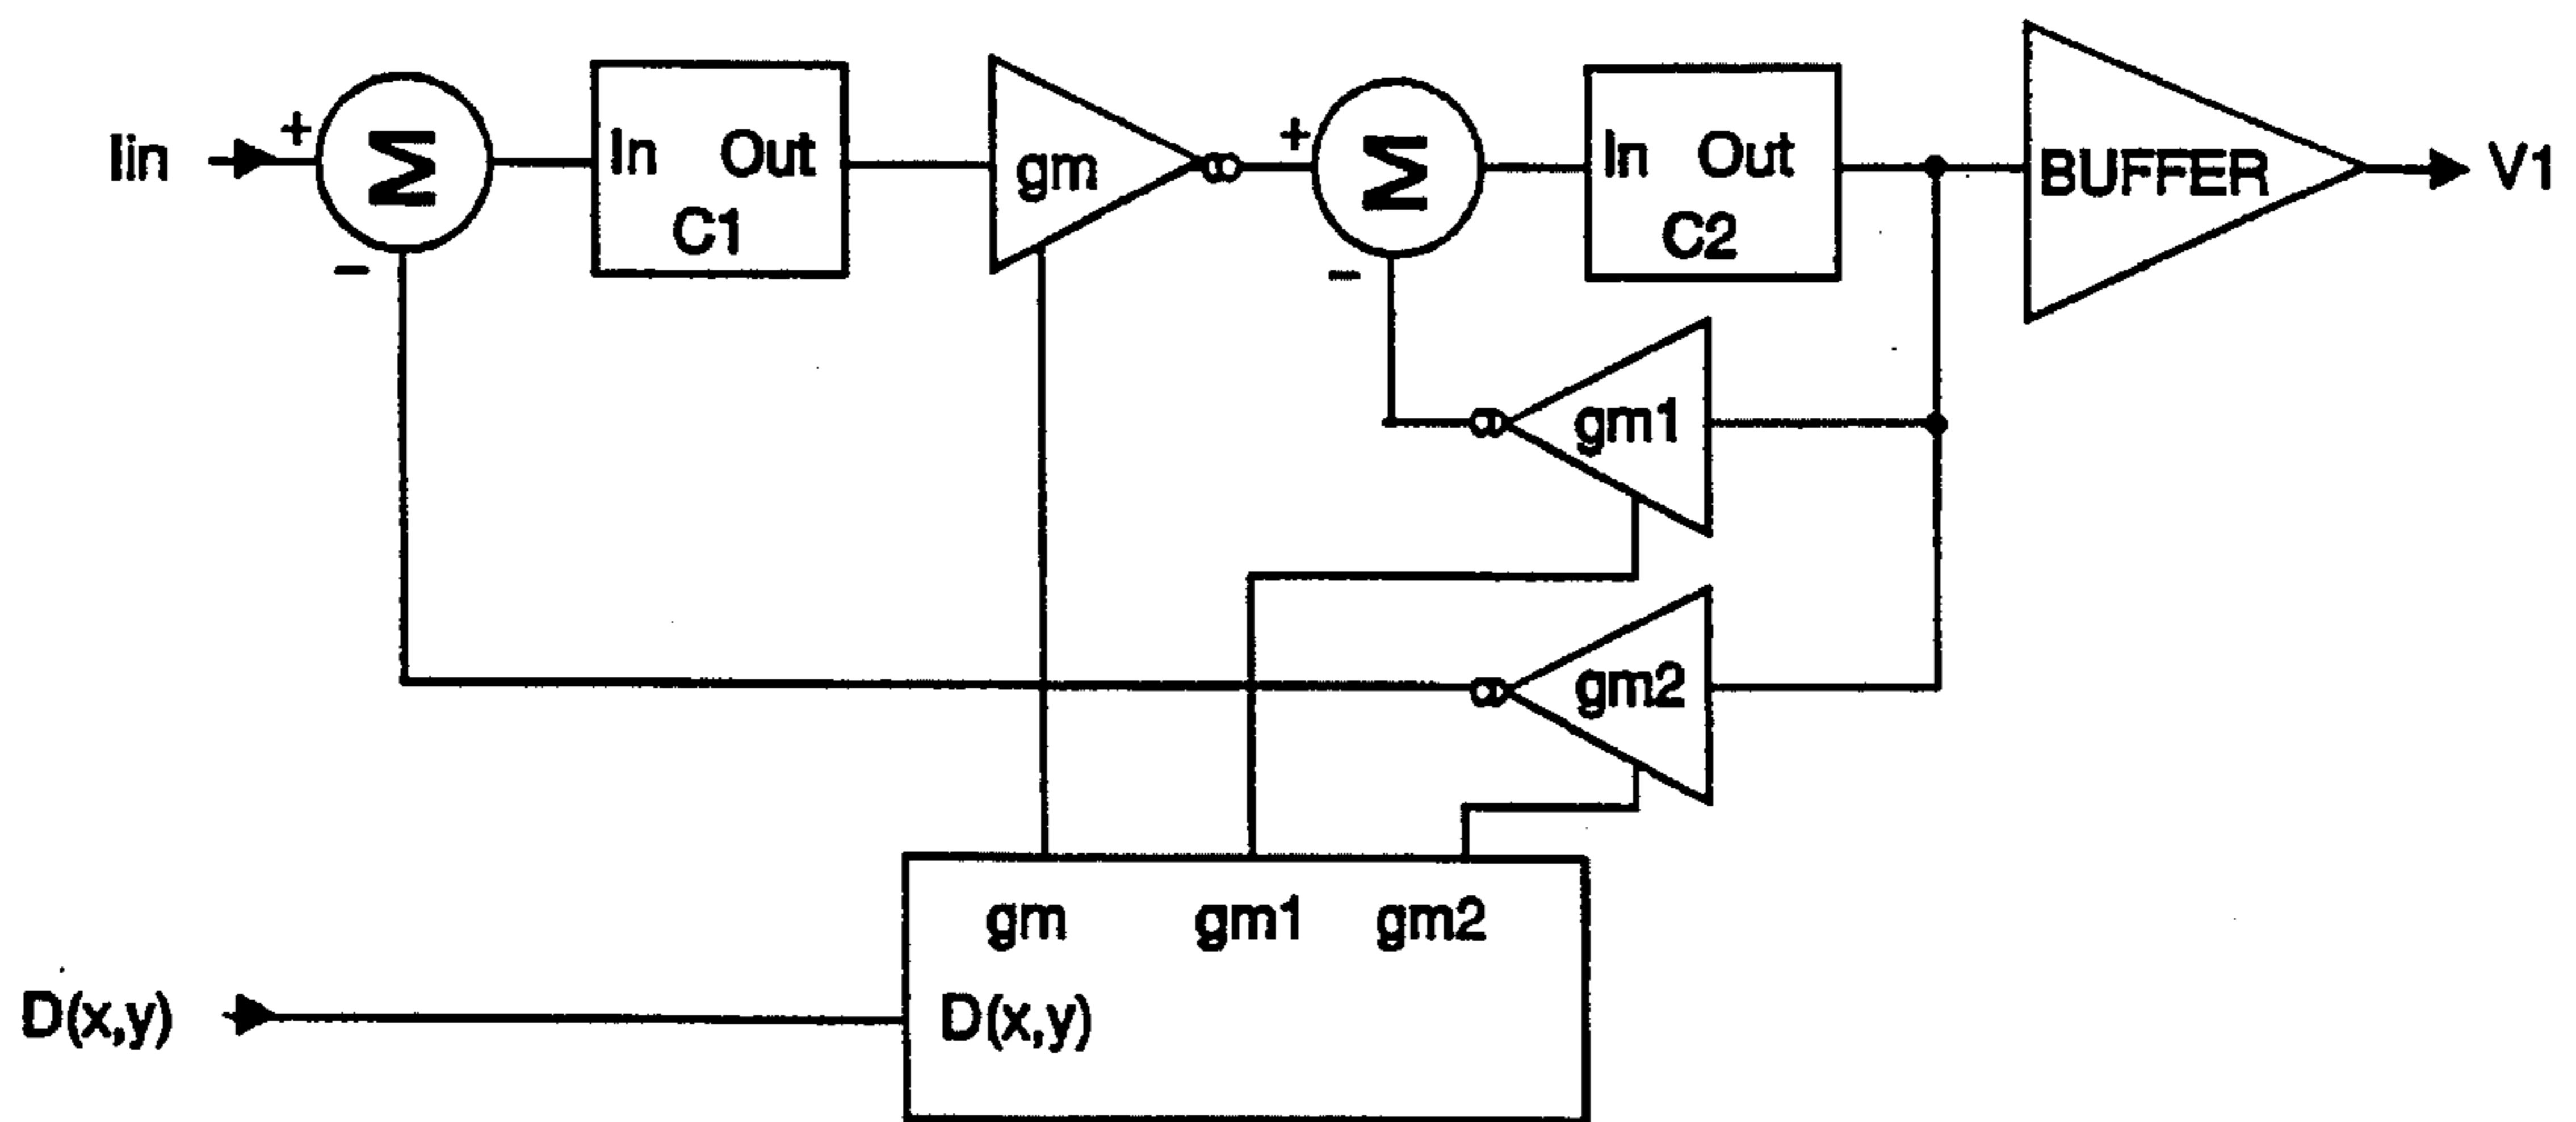 Iin
+
Σ
−
In Out
C1
gm
+
Σ
−
In Out
C2
BUFFER
V1
gm1
gm2
gm gm1 gm2
D(x,y)
D(x,y)